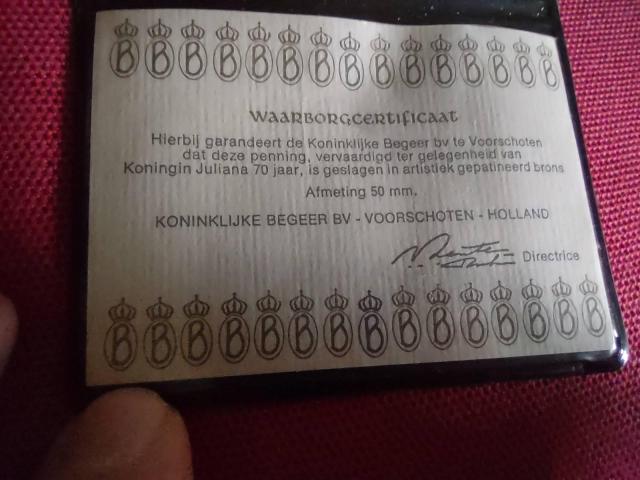 B B B B B B B B B B B B B B
WAARBORGCERTIFICAAT
Hierbij garandeert de Koninklijke Begeer bv te Voorschoten
dat deze penning, vervaardigd ter gelegenheid van
Koningin Juliana 70 jaar, is geslagen in artistiek gepatineerd brons
Afmeting 50 mm.
KONINKLIJKE BEGEER BV - VOORSCHOTEN - HOLLAND
Directrice
B B B B B B B B B B B B B B